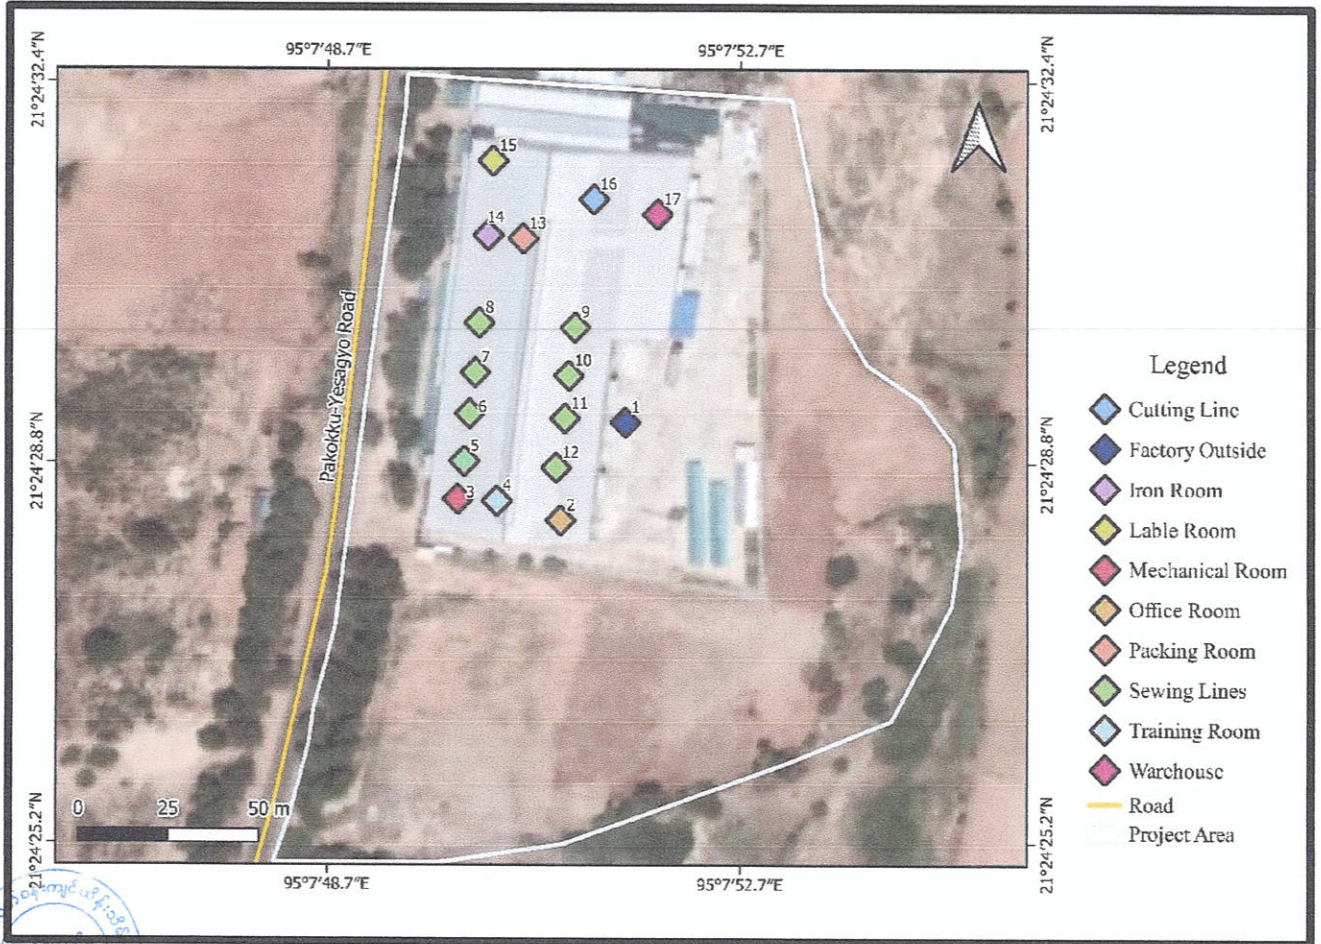 95°7'48.7"E
95°7'52.7"E
21°24'32.4"N
21°24'32.4"N
15
16
17
14
13
8
9
7
10
6
11
1
5
12
3
4
2
Pakokku-Yesagyo Road
21°24'28.8"N
21°24'28.8"N
Legend
Cutting Line
Factory Outside
Iron Room
Lable Room
Mechanical Room
Office Room
Packing Room
Sewing Lines
Training Room
Warehouse
Road
Project Area
0 25 50 m
21°24'25.2"N
21°24'25.2"N
95°7'48.7"E
95°7'52.7"E